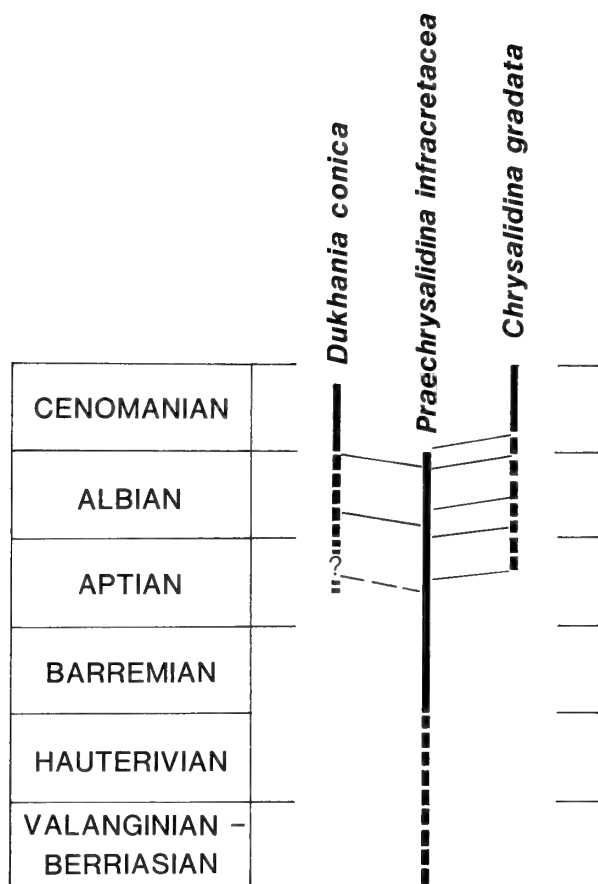 Dukhania conica
Praechrysalidina infracretacea
Chrysalidina gradata
CENOMANIAN
ALBIAN
?
APTIAN
BARREMIAN
HAUTERIVIAN
VALANGINIAN –
BERRIASIAN